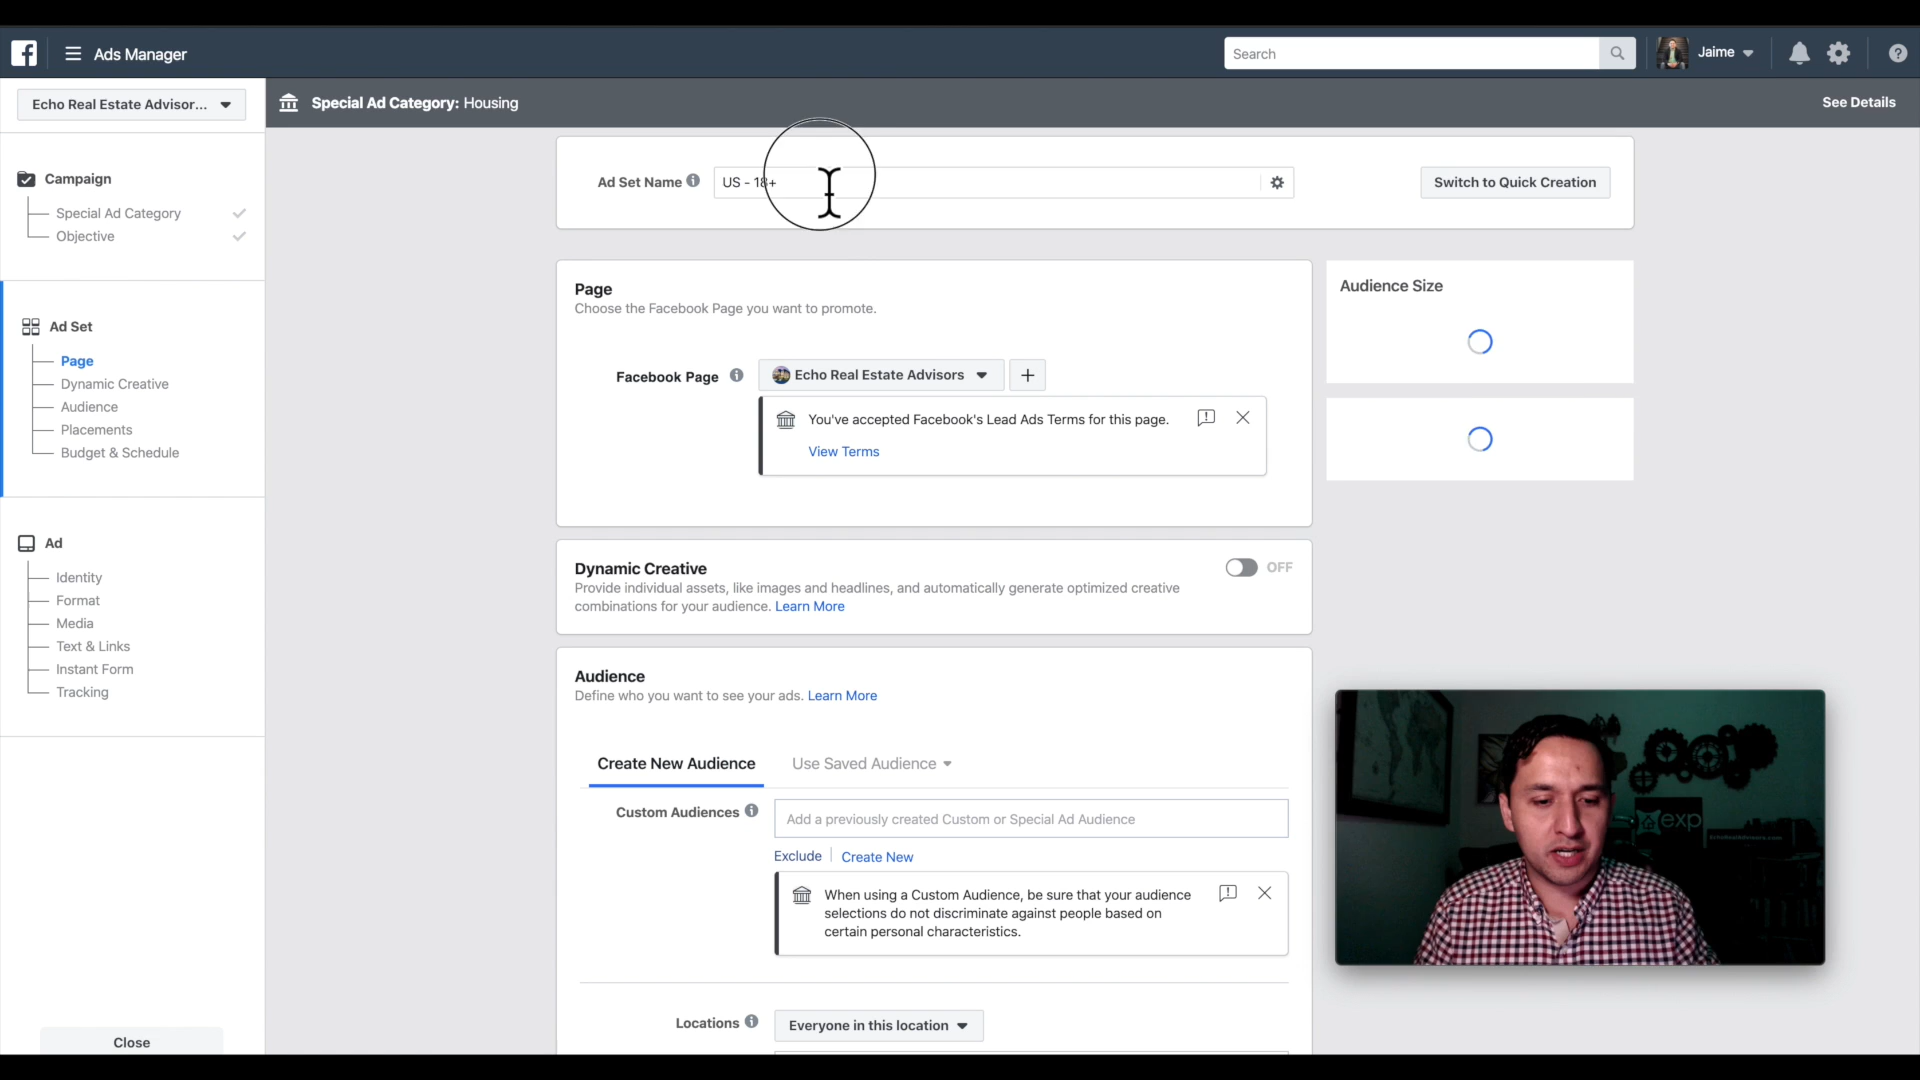 Ads Manager
Search
Jaime
Echo Real Estate Advisor...
Special Ad Category: Housing
See Details
Campaign
Special Ad Category
Objective
Ad Set
Page
Dynamic Creative
Audience
Placements
Budget & Schedule
Ad
Identity
Format
Media
Text & Links
Instant Form
Tracking
Close
Ad Set Name
US - 18+
Switch to Quick Creation
Page
Choose the Facebook Page you want to promote.
Facebook Page
Echo Real Estate Advisors
You've accepted Facebook's Lead Ads Terms for this page.
View Terms
Audience Size
Dynamic Creative
OFF
Provide individual assets, like images and headlines, and automatically generate optimized creative
combinations for your audience. Learn More
Audience
Define who you want to see your ads. Learn More
Create New Audience
Use Saved Audience
Custom Audiences
Add a previously created Custom or Special Ad Audience
Exclude
Create New
When using a Custom Audience, be sure that your audience
selections do not discriminate against people based on
certain personal characteristics.
Locations
Everyone in this location
exp